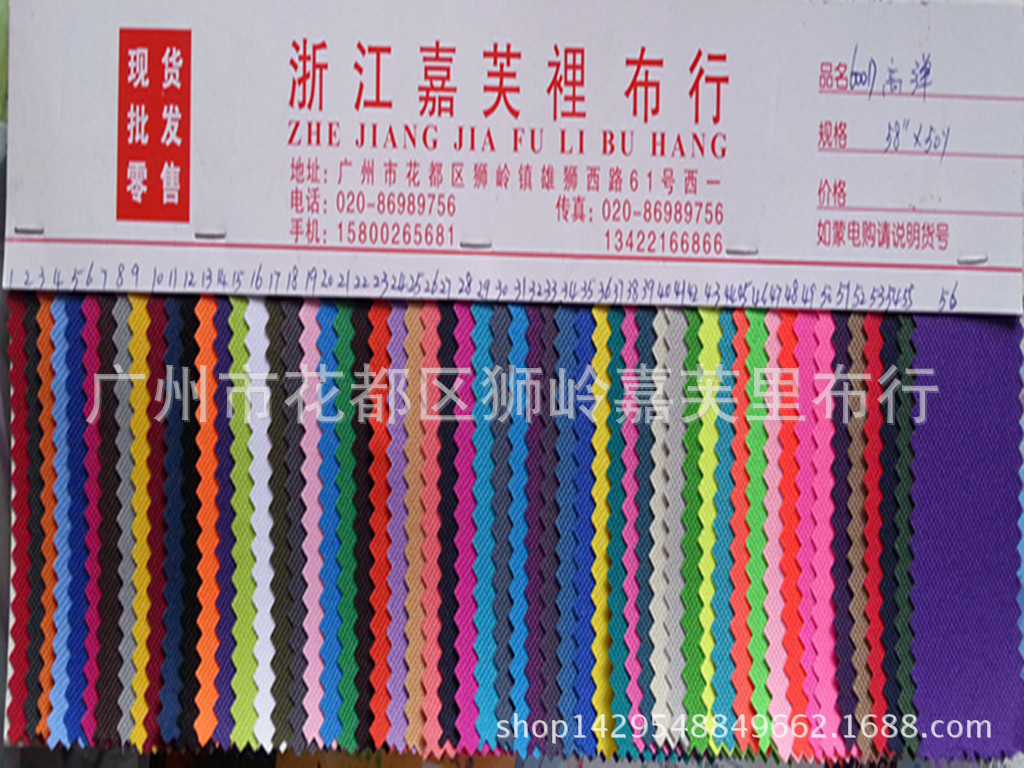 现货
批发
零售
浙江嘉芙裡布行
ZHE JIANG JIA FU LI BU HANG
地址：广州市花都区狮岭镇雄狮西路61号西一
电话：020-86989756 传真：020-86989756
手机：15800265681 13422166866
品名 600D 高洋
规格 58"×50y
价格
如蒙电购请说明货号
1 2 3 4 5 6 7 8 9 10 11 12 13 14 15 16 17 18 19 20 21 22 23 24 25 26 27 28 29 30 31 32 33 34 35 36 37 38 39 40 41 42 43 44 45 46 47 48 49 50 51 52 53 54 55 56
广州市花都区狮岭嘉芙里布行
shop1429548849662.1688.com